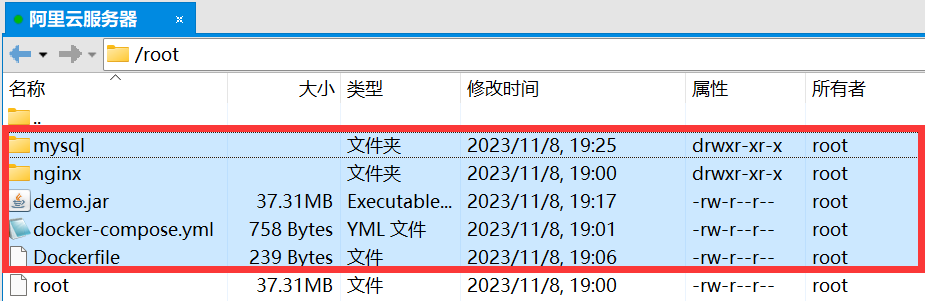 阿里云服务器 ×
/root
名称 大小 类型 修改时间 属性 所有者
..
mysql 文件夹 2023/11/8, 19:25 drwxr-xr-x root
nginx 文件夹 2023/11/8, 19:00 drwxr-xr-x root
demo.jar 37.31MB Executable... 2023/11/8, 19:17 -rw-r--r-- root
docker-compose.yml 758 Bytes YML 文件 2023/11/8, 19:01 -rw-r--r-- root
Dockerfile 239 Bytes 文件 2023/11/8, 19:06 -rw-r--r-- root
root 37.31MB 文件 2023/11/8, 19:00 -rw-r--r-- root